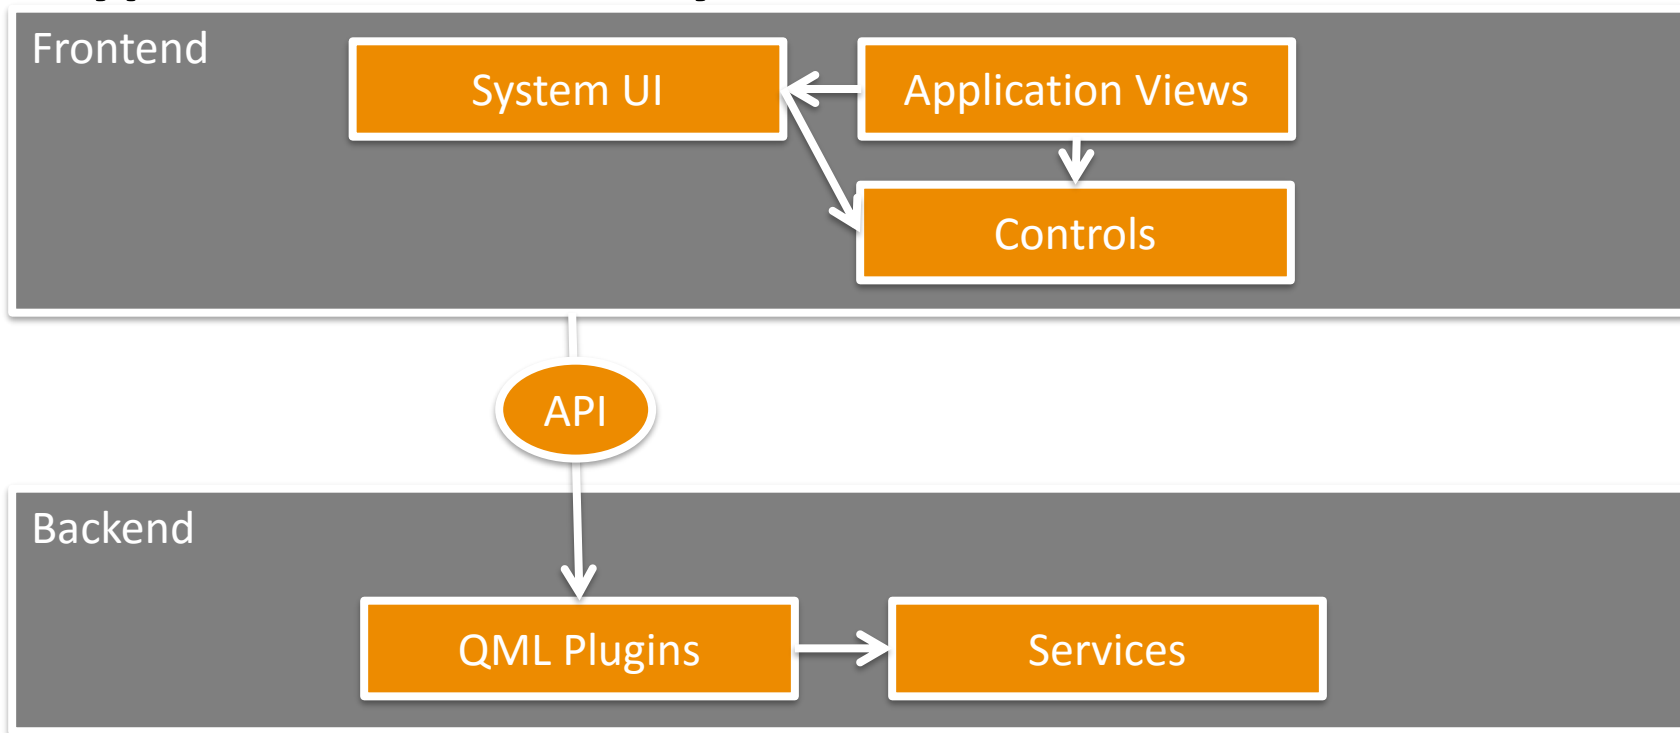 Frontend
System UI
Application Views
Controls
API
Backend
QML Plugins
Services